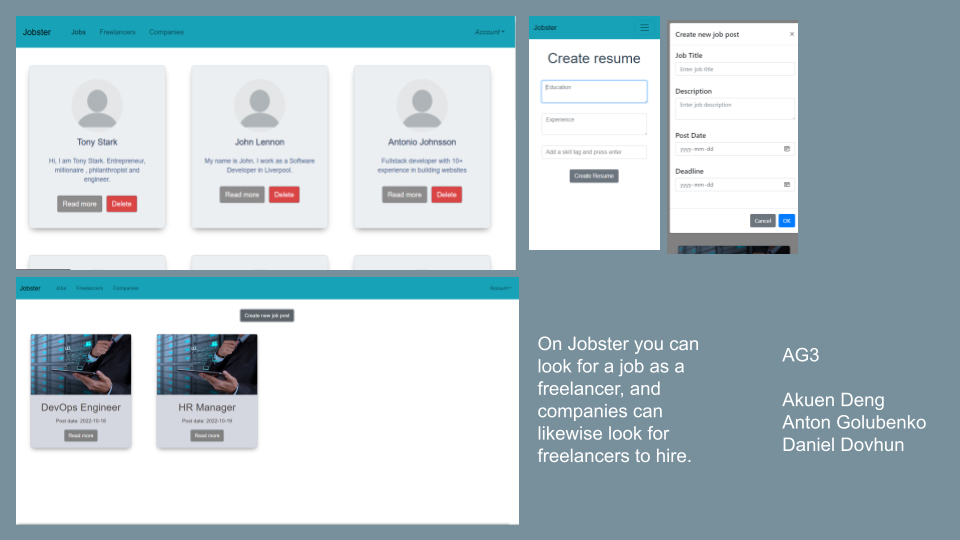 Jobster Jobs Freelancers Companies Account
Tony Stark
Hi, I am Tony Stark. Entrepreneur,
millionaire , philanthropist and
engineer.
Read more Delete
John Lennon
My name is John, I work as a Software
Developer in Liverpool.
Read more Delete
Antonio Johnsson
Fullstack developer with 10+
experience in building websites
Read more Delete
Jobster
Create resume
Education
Experience
Add a skill tag and press enter
Create Resume
Create new job post ×
Job Title
Enter job title
Description
Enter job description
Post Date
yyyy-mm-dd
Deadline
yyyy-mm-dd
Cancel OK
Jobster Jobs Freelancers Companies Account
Create new job post
DevOps Engineer
Post date: 2022-10-18
Read more
HR Manager
Post date: 2022-10-19
Read more
On Jobster you can
look for a job as a
freelancer, and
companies can
likewise look for
freelancers to hire.
AG3
Akuen Deng
Anton Golubenko
Daniel Dovhun